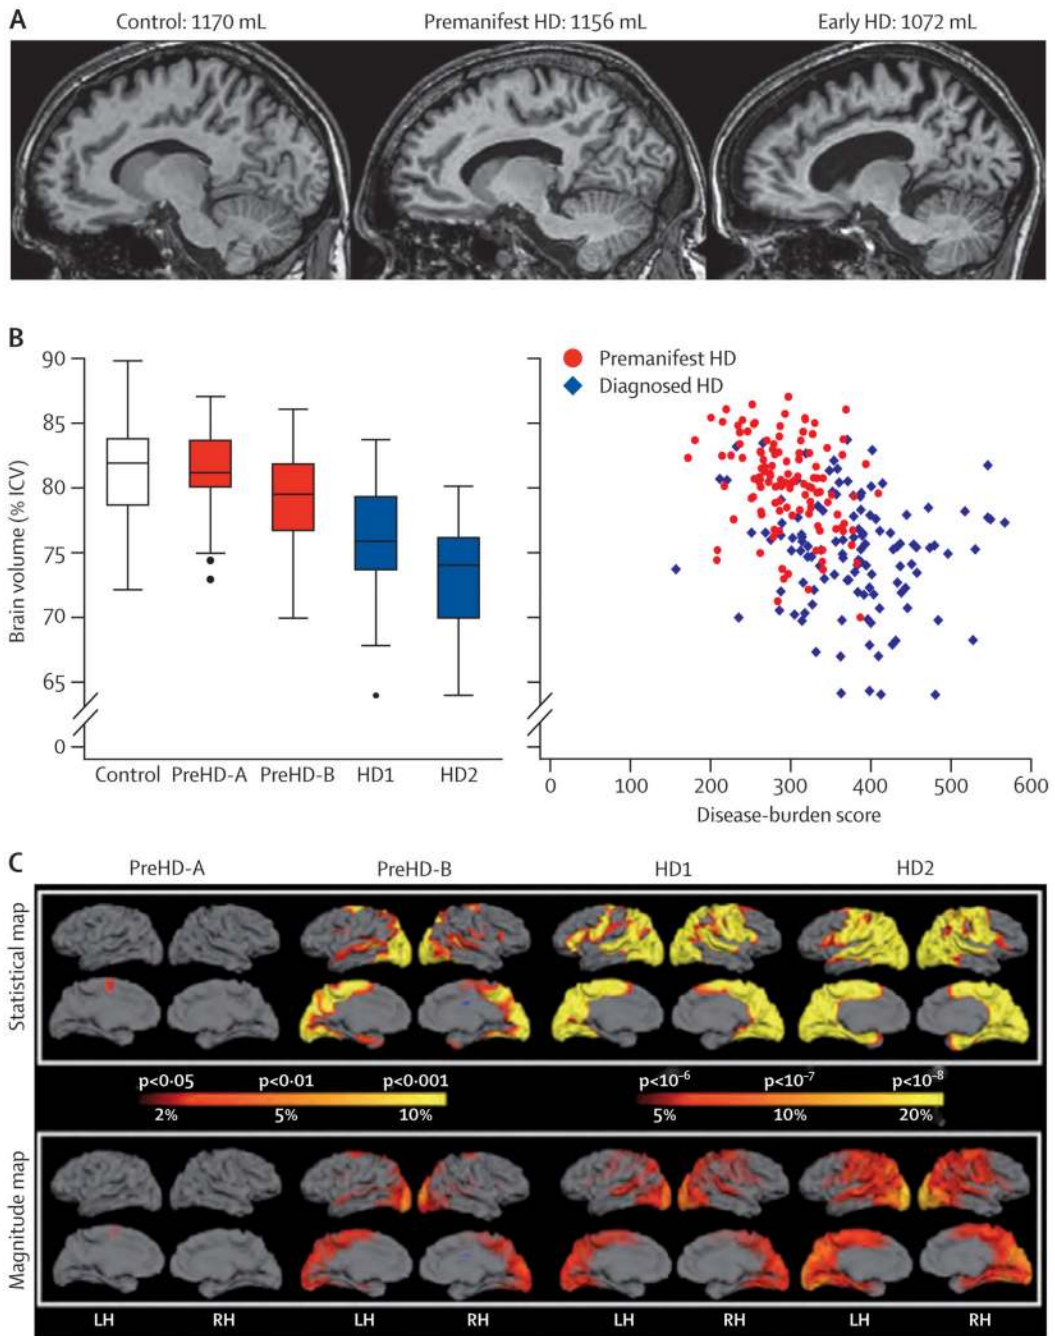 A
Control: 1170 mL
Premanifest HD: 1156 mL
Early HD: 1072 mL
B
Brain volume (% ICV)
90
85
80
75
70
65
0
Control PreHD-A PreHD-B HD1 HD2
Premanifest HD
Diagnosed HD
0 100 200 300 400 500 600
Disease-burden score
C
PreHD-A PreHD-B HD1 HD2
Statistical map
p<0·05 p<0·01 p<0·001
2% 5% 10%
p<10⁻⁶ p<10⁻⁷ p<10⁻⁸
5% 10% 20%
Magnitude map
LH RH LH RH LH RH LH RH